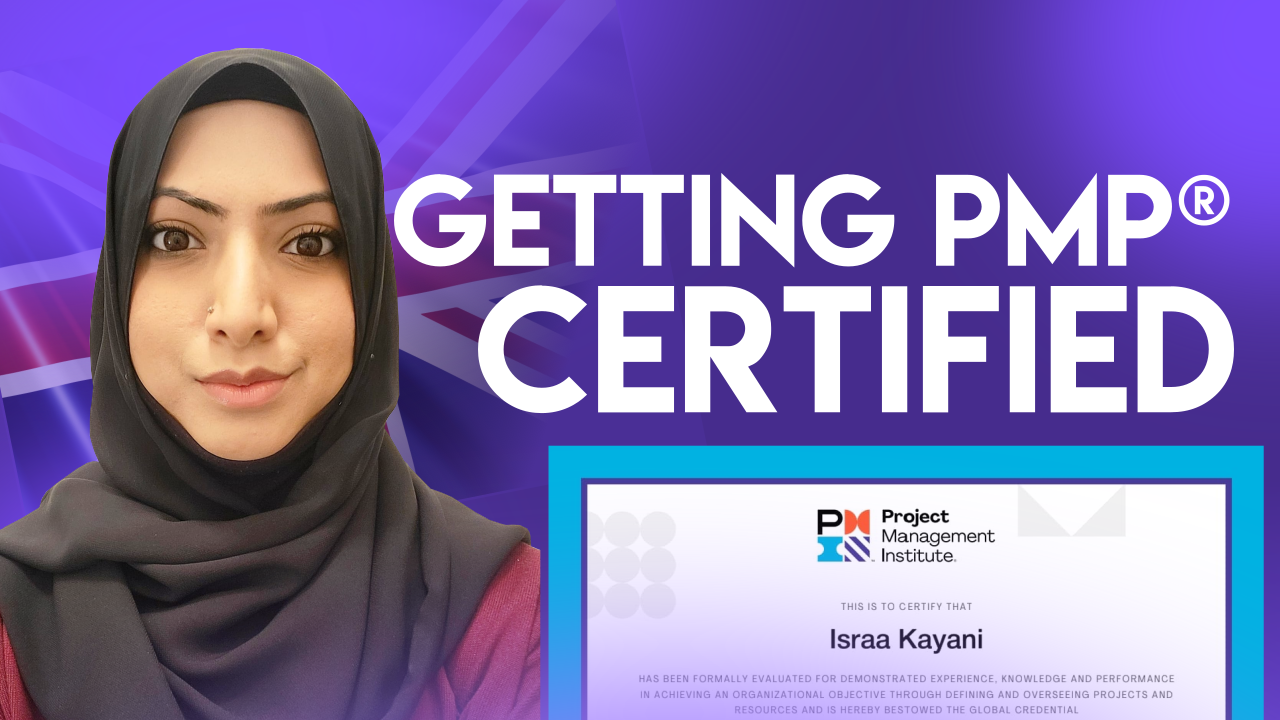 GETTING PMP®
CERTIFIED
Project
Management
Institute®
THIS IS TO CERTIFY THAT
Israa Kayani
HAS BEEN FORMALLY EVALUATED FOR DEMONSTRATED EXPERIENCE, KNOWLEDGE AND PERFORMANCE
IN ACHIEVING AN ORGANIZATIONAL OBJECTIVE THROUGH DEFINING AND OVERSEEING PROJECTS AND
RESOURCES AND IS HEREBY BESTOWED THE GLOBAL CREDENTIAL